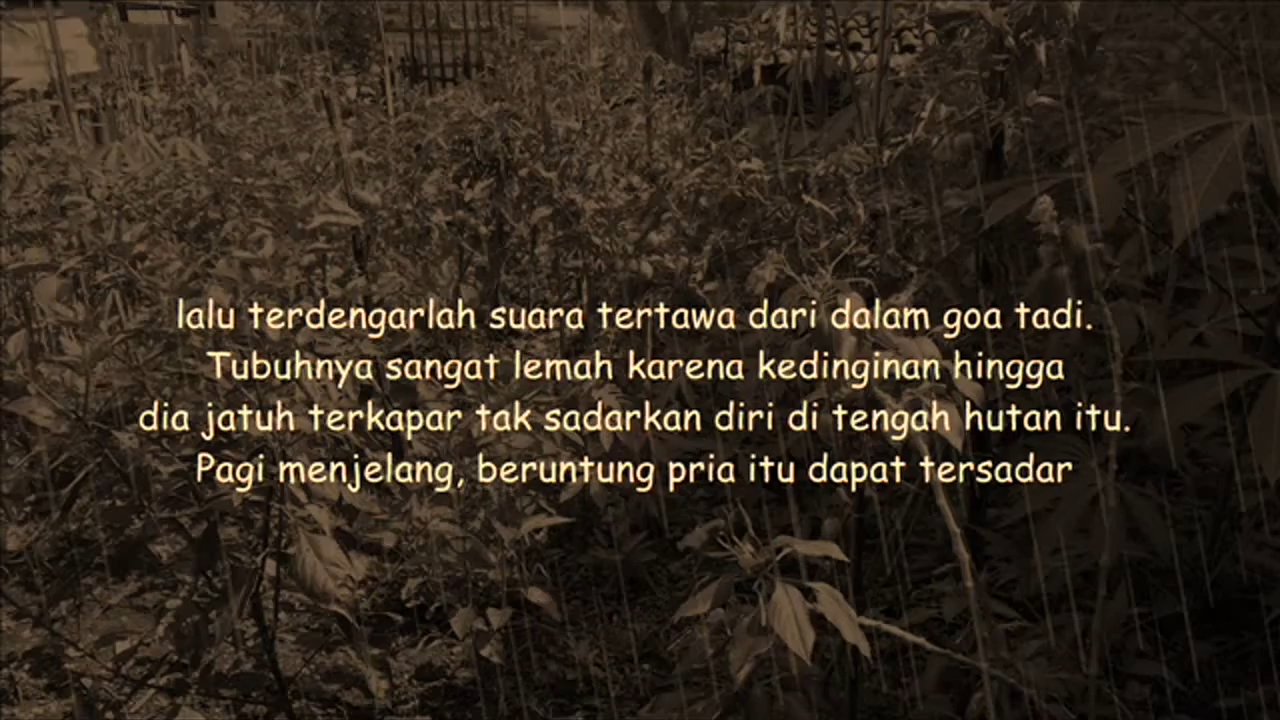 lalu terdengarlah suara tertawa dari dalam goa tadi.
Tubuhnya sangat lemah karena kedinginan hingga
dia jatuh terkapar tak sadarkan diri di tengah hutan itu.
Pagi menjelang, beruntung pria itu dapat tersadar